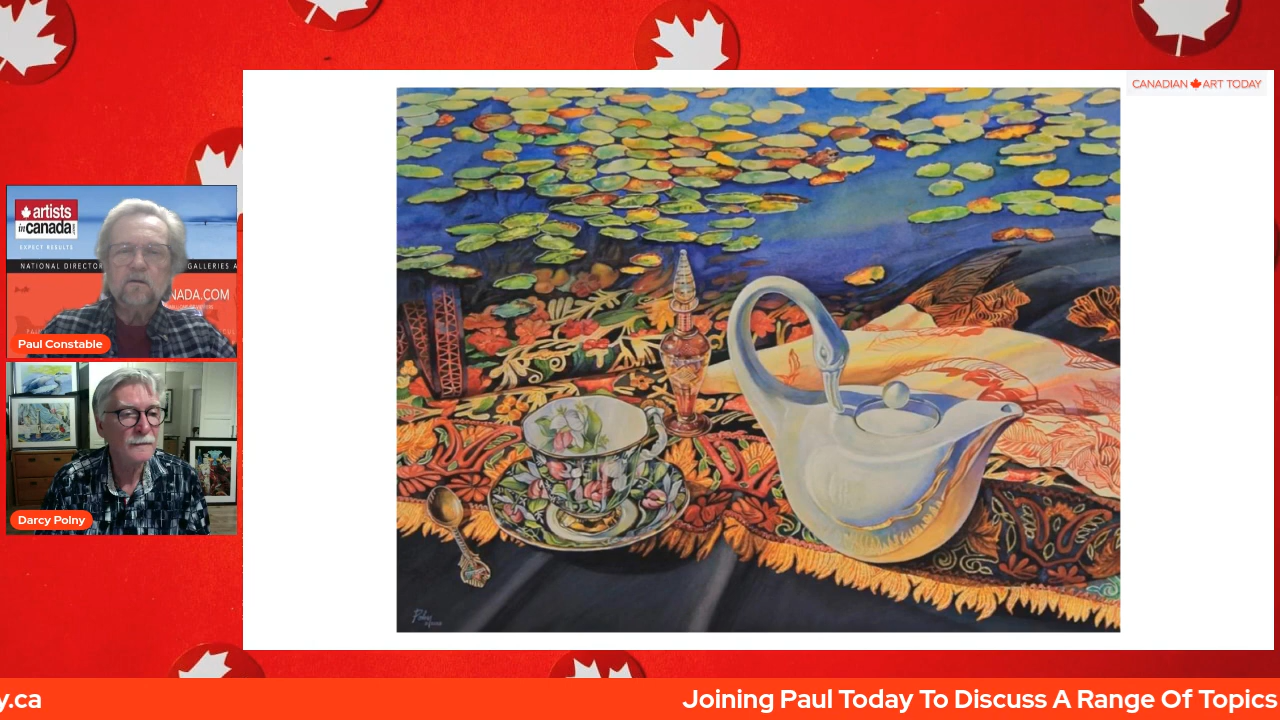 CANADIAN ART TODAY
artists
in canada
EXPECT RESULTS
NATIONAL DIRECTOR
GALLERIES A
NADA.COM
Paul Constable
Darcy Polny
y.ca
Joining Paul Today To Discuss A Range Of Topics